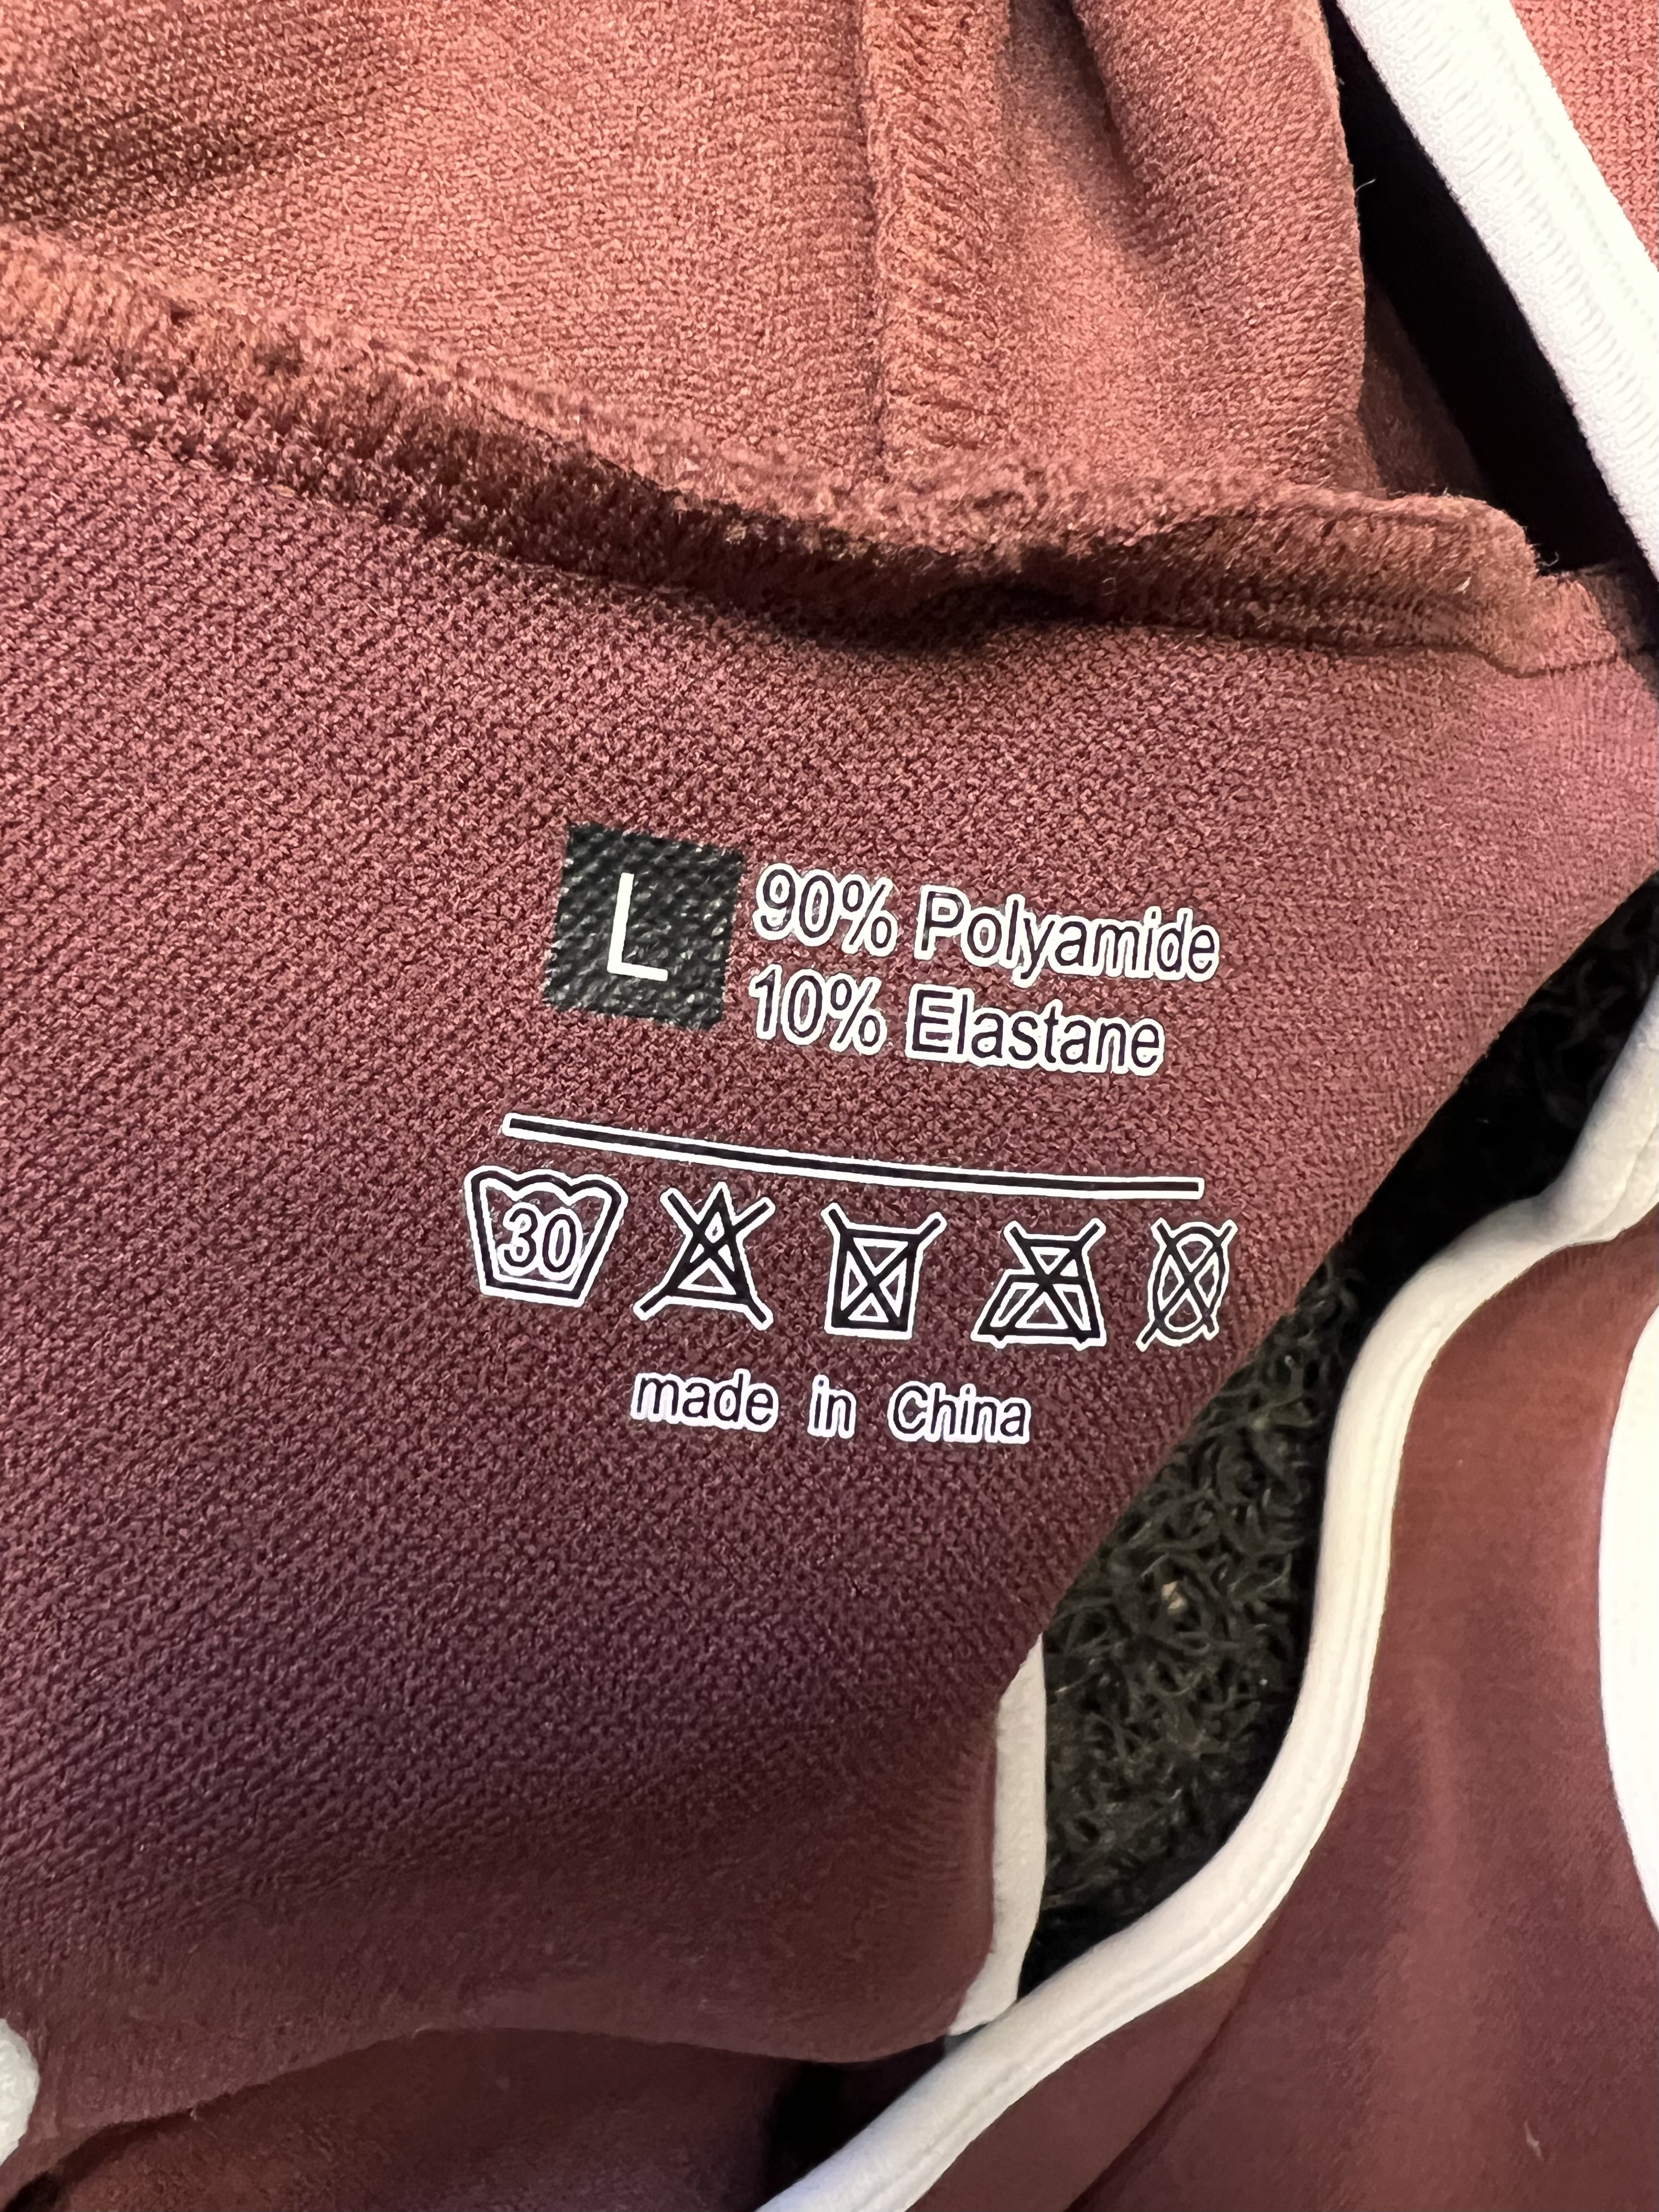 L
90% Polyamide
10% Elastane
30
made in China